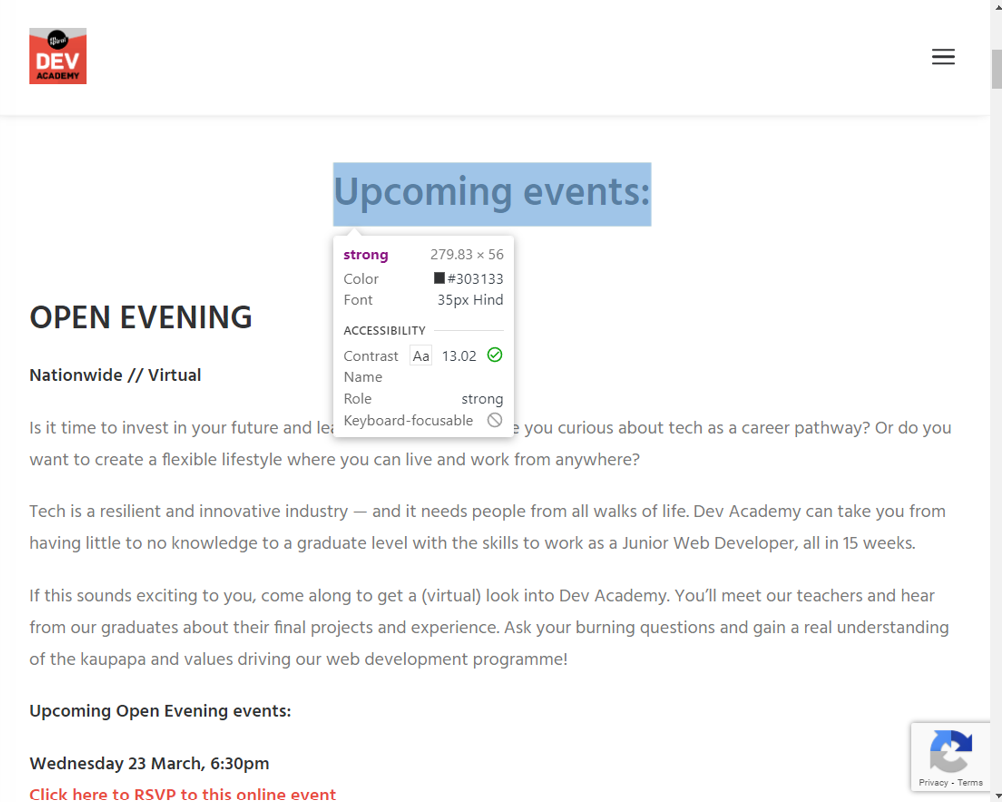 DEV
ACADEMY
Upcoming events:
strong 279.83 × 56
Color #303133
Font 35px Hind
ACCESSIBILITY
Contrast Aa 13.02
Name
Role strong
Keyboard-focusable
OPEN EVENING
Nationwide // Virtual
Is it time to invest in your future and you curious about tech as a career pathway? Or do you
want to create a flexible lifestyle where you can live and work from anywhere?
Tech is a resilient and innovative industry — and it needs people from all walks of life. Dev Academy can take you from
having little to no knowledge to a graduate level with the skills to work as a Junior Web Developer, all in 15 weeks.
If this sounds exciting to you, come along to get a (virtual) look into Dev Academy. You’ll meet our teachers and hear
from our graduates about their final projects and experience. Ask your burning questions and gain a real understanding
of the kaupapa and values driving our web development programme!
Upcoming Open Evening events:
Wednesday 23 March, 6:30pm
Click here to RSVP to this online event
Privacy - Terms